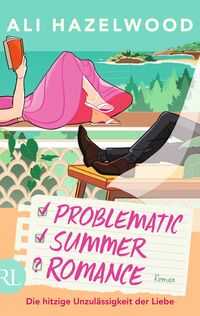 ALI HAZELWOOD
PROBLEMATIC
SUMMER
ROMANCE
Roman
RL
Die hitzige Unzulässigkeit der Liebe